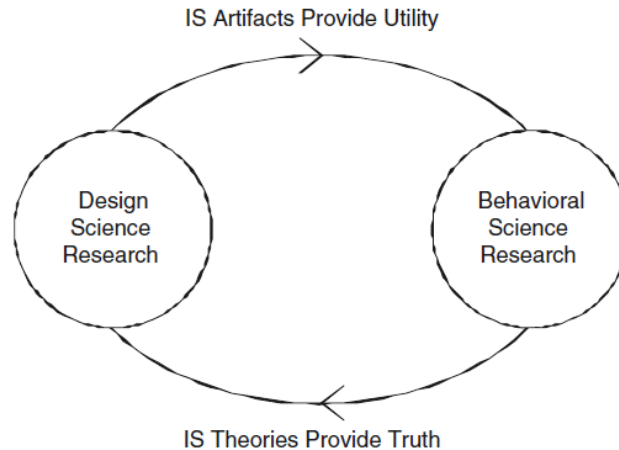 IS Artifacts Provide Utility
Design
Science
Research
Behavioral
Science
Research
IS Theories Provide Truth